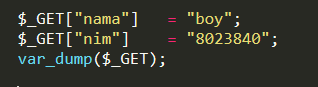 $_GET["nama"]   = "boy";
$_GET["nim"]    = "8023840";
var_dump($_GET);